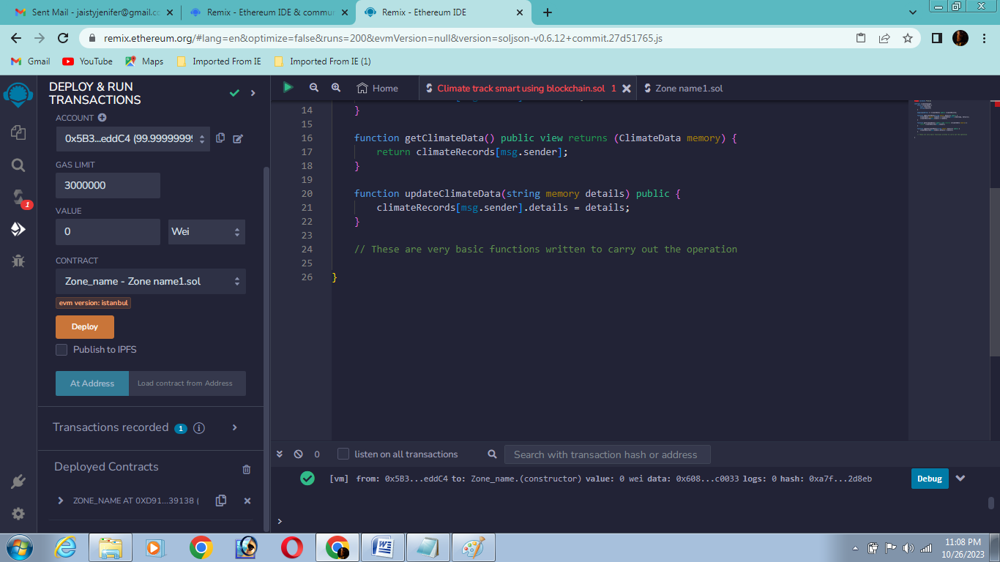 Sent Mail - jaistyjenifer@gmail.co
Remix - Ethereum IDE & commu
Remix - Ethereum IDE
remix.ethereum.org/#lang=en&optimize=false&runs=200&evmVersion=null&version=soljson-v0.6.12+commit.27d51765.js
Gmail YouTube Maps Imported From IE Imported From IE (1)
DEPLOY & RUN
TRANSACTIONS
ACCOUNT
0x5B3...eddC4 (99.99999999
GAS LIMIT
3000000
VALUE
0 Wei
CONTRACT
Zone_name - Zone name1.sol
evm version: istanbul
Deploy
Publish to IPFS
At Address Load contract from Address
Transactions recorded 1
Deployed Contracts
ZONE_NAME AT 0XD91...39138 (
1
Home Climate track smart using blockchain.sol 1 Zone name1.sol
14 }
15
16 function getClimateData() public view returns (ClimateData memory) {
17 return climateRecords[msg.sender];
18 }
19
20 function updateClimateData(string memory details) public {
21 climateRecords[msg.sender].details = details;
22 }
23
24 // These are very basic functions written to carry out the operation
25
26 }
0 listen on all transactions Search with transaction hash or address
[vm] from: 0x5B3...eddC4 to: Zone_name.(constructor) value: 0 wei data: 0x608...c0033 logs: 0 hash: 0xa7f...2d8eb Debug
>
11:08 PM
10/26/2023